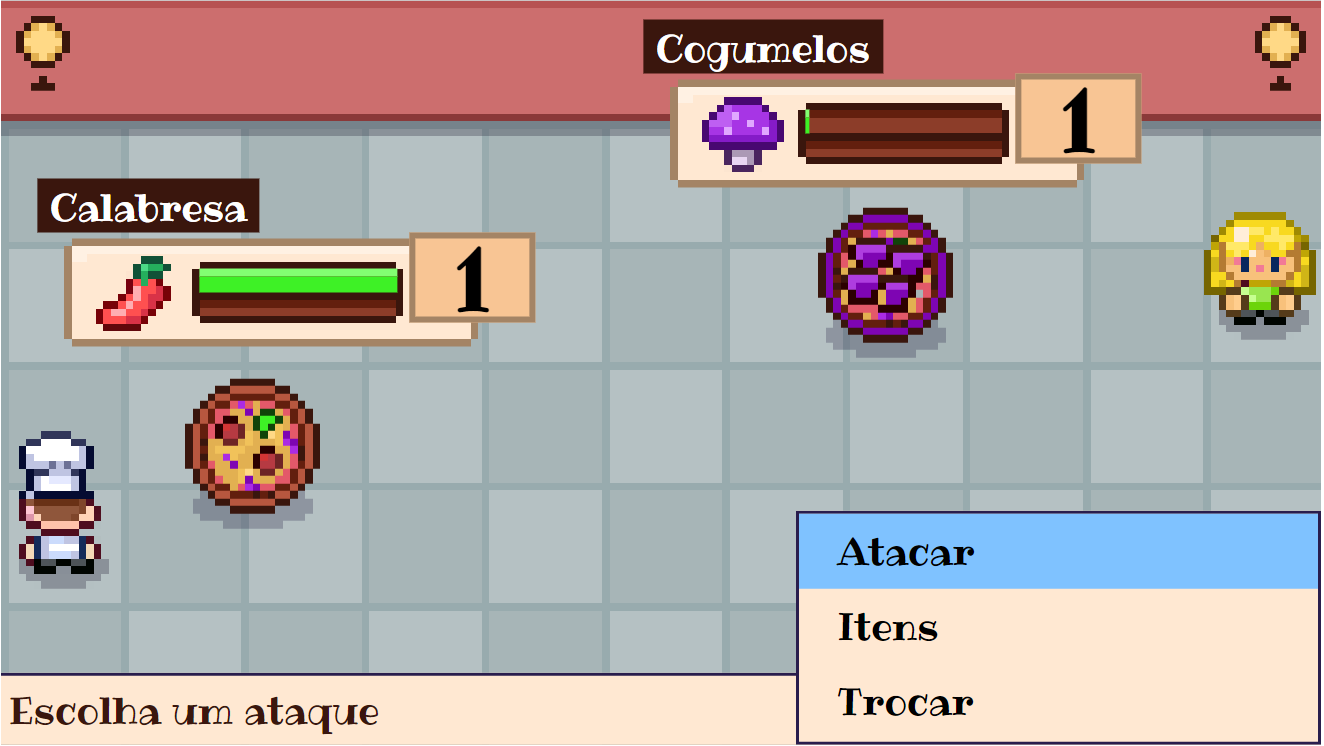 Cogumelos
1
Calabresa
1
Atacar
Itens
Trocar
Escolha um ataque